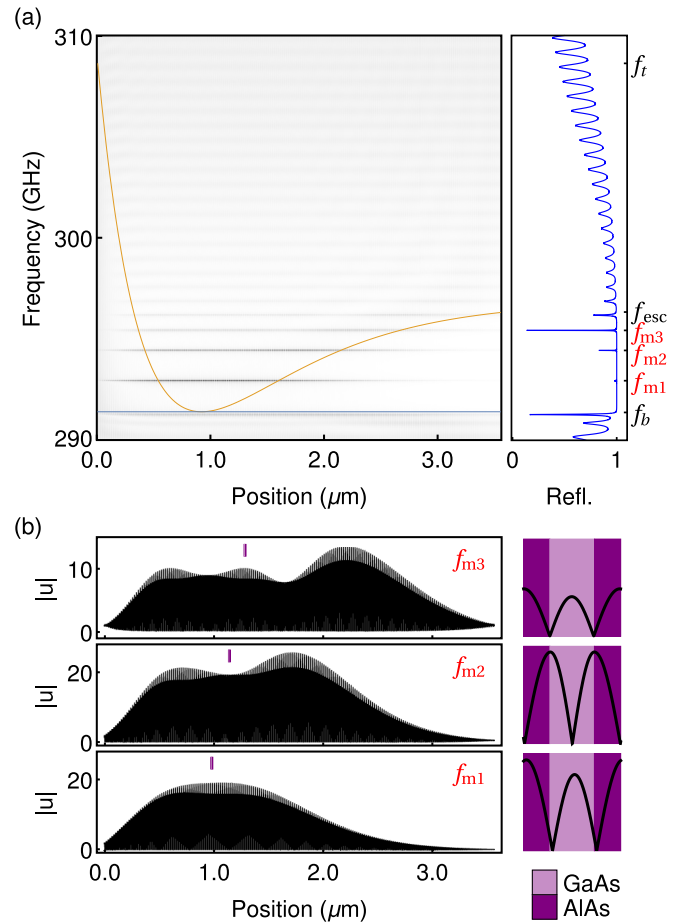 (a)
Frequency (GHz)
310
300
290
0.0 1.0 2.0 3.0
Position (µm)
0 1
Refl.
f_t
f_esc
f_m3
f_m2
f_m1
f_b
(b)
|u|
10
0
f_m3
|u|
20
0
f_m2
|u|
20
0
f_m1
0.0 1.0 2.0 3.0
Position (µm)
GaAs
AlAs